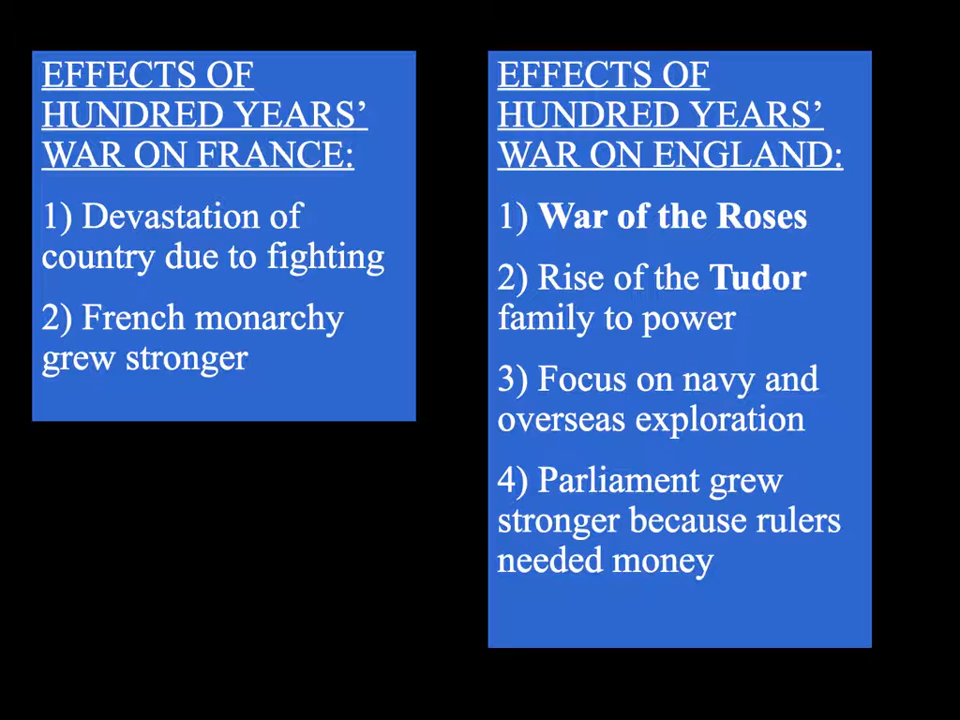 EFFECTS OF
HUNDRED YEARS’
WAR ON FRANCE:
1) Devastation of
country due to fighting
2) French monarchy
grew stronger
EFFECTS OF
HUNDRED YEARS’
WAR ON ENGLAND:
1) War of the Roses
2) Rise of the Tudor
family to power
3) Focus on navy and
overseas exploration
4) Parliament grew
stronger because rulers
needed money